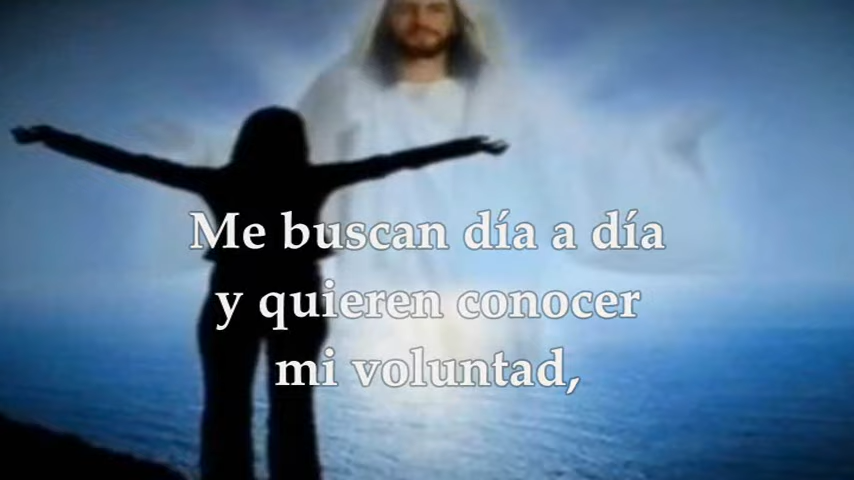 Me buscan día a día
y quieren conocer
mi voluntad,